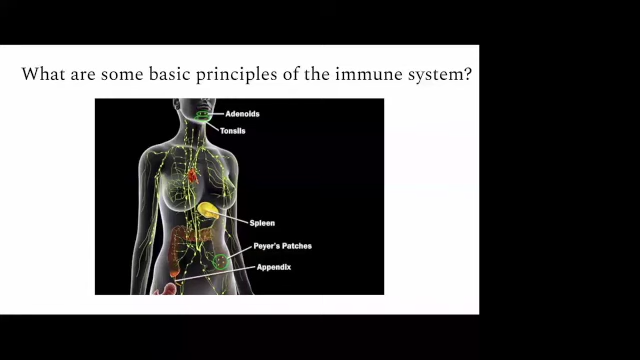 What are some basic principles of the immune system?
Adenoids
Tonsils
Spleen
Peyer's Patches
Appendix